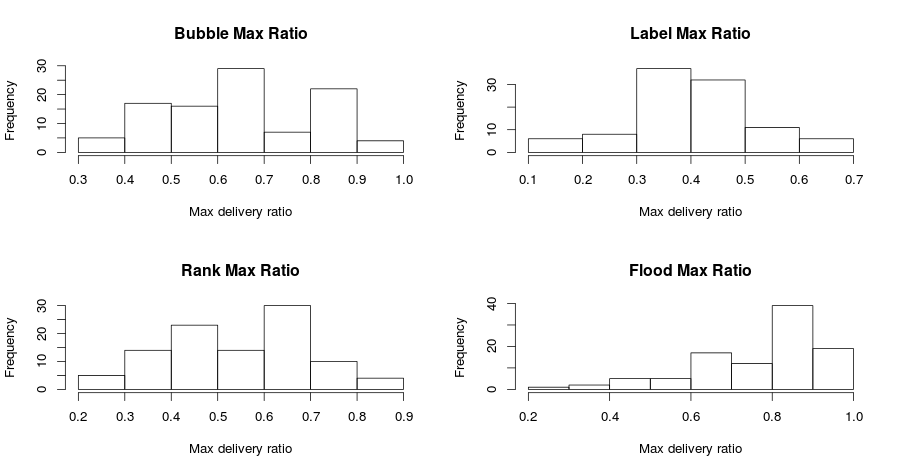 Bubble Max Ratio
Frequency
0 10 20 30
0.3 0.4 0.5 0.6 0.7 0.8 0.9 1.0
Max delivery ratio
Label Max Ratio
Frequency
0 10 30
0.1 0.2 0.3 0.4 0.5 0.6 0.7
Max delivery ratio
Rank Max Ratio
Frequency
0 10 20 30
0.2 0.3 0.4 0.5 0.6 0.7 0.8 0.9
Max delivery ratio
Flood Max Ratio
Frequency
0 20 40
0.2 0.4 0.6 0.8 1.0
Max delivery ratio